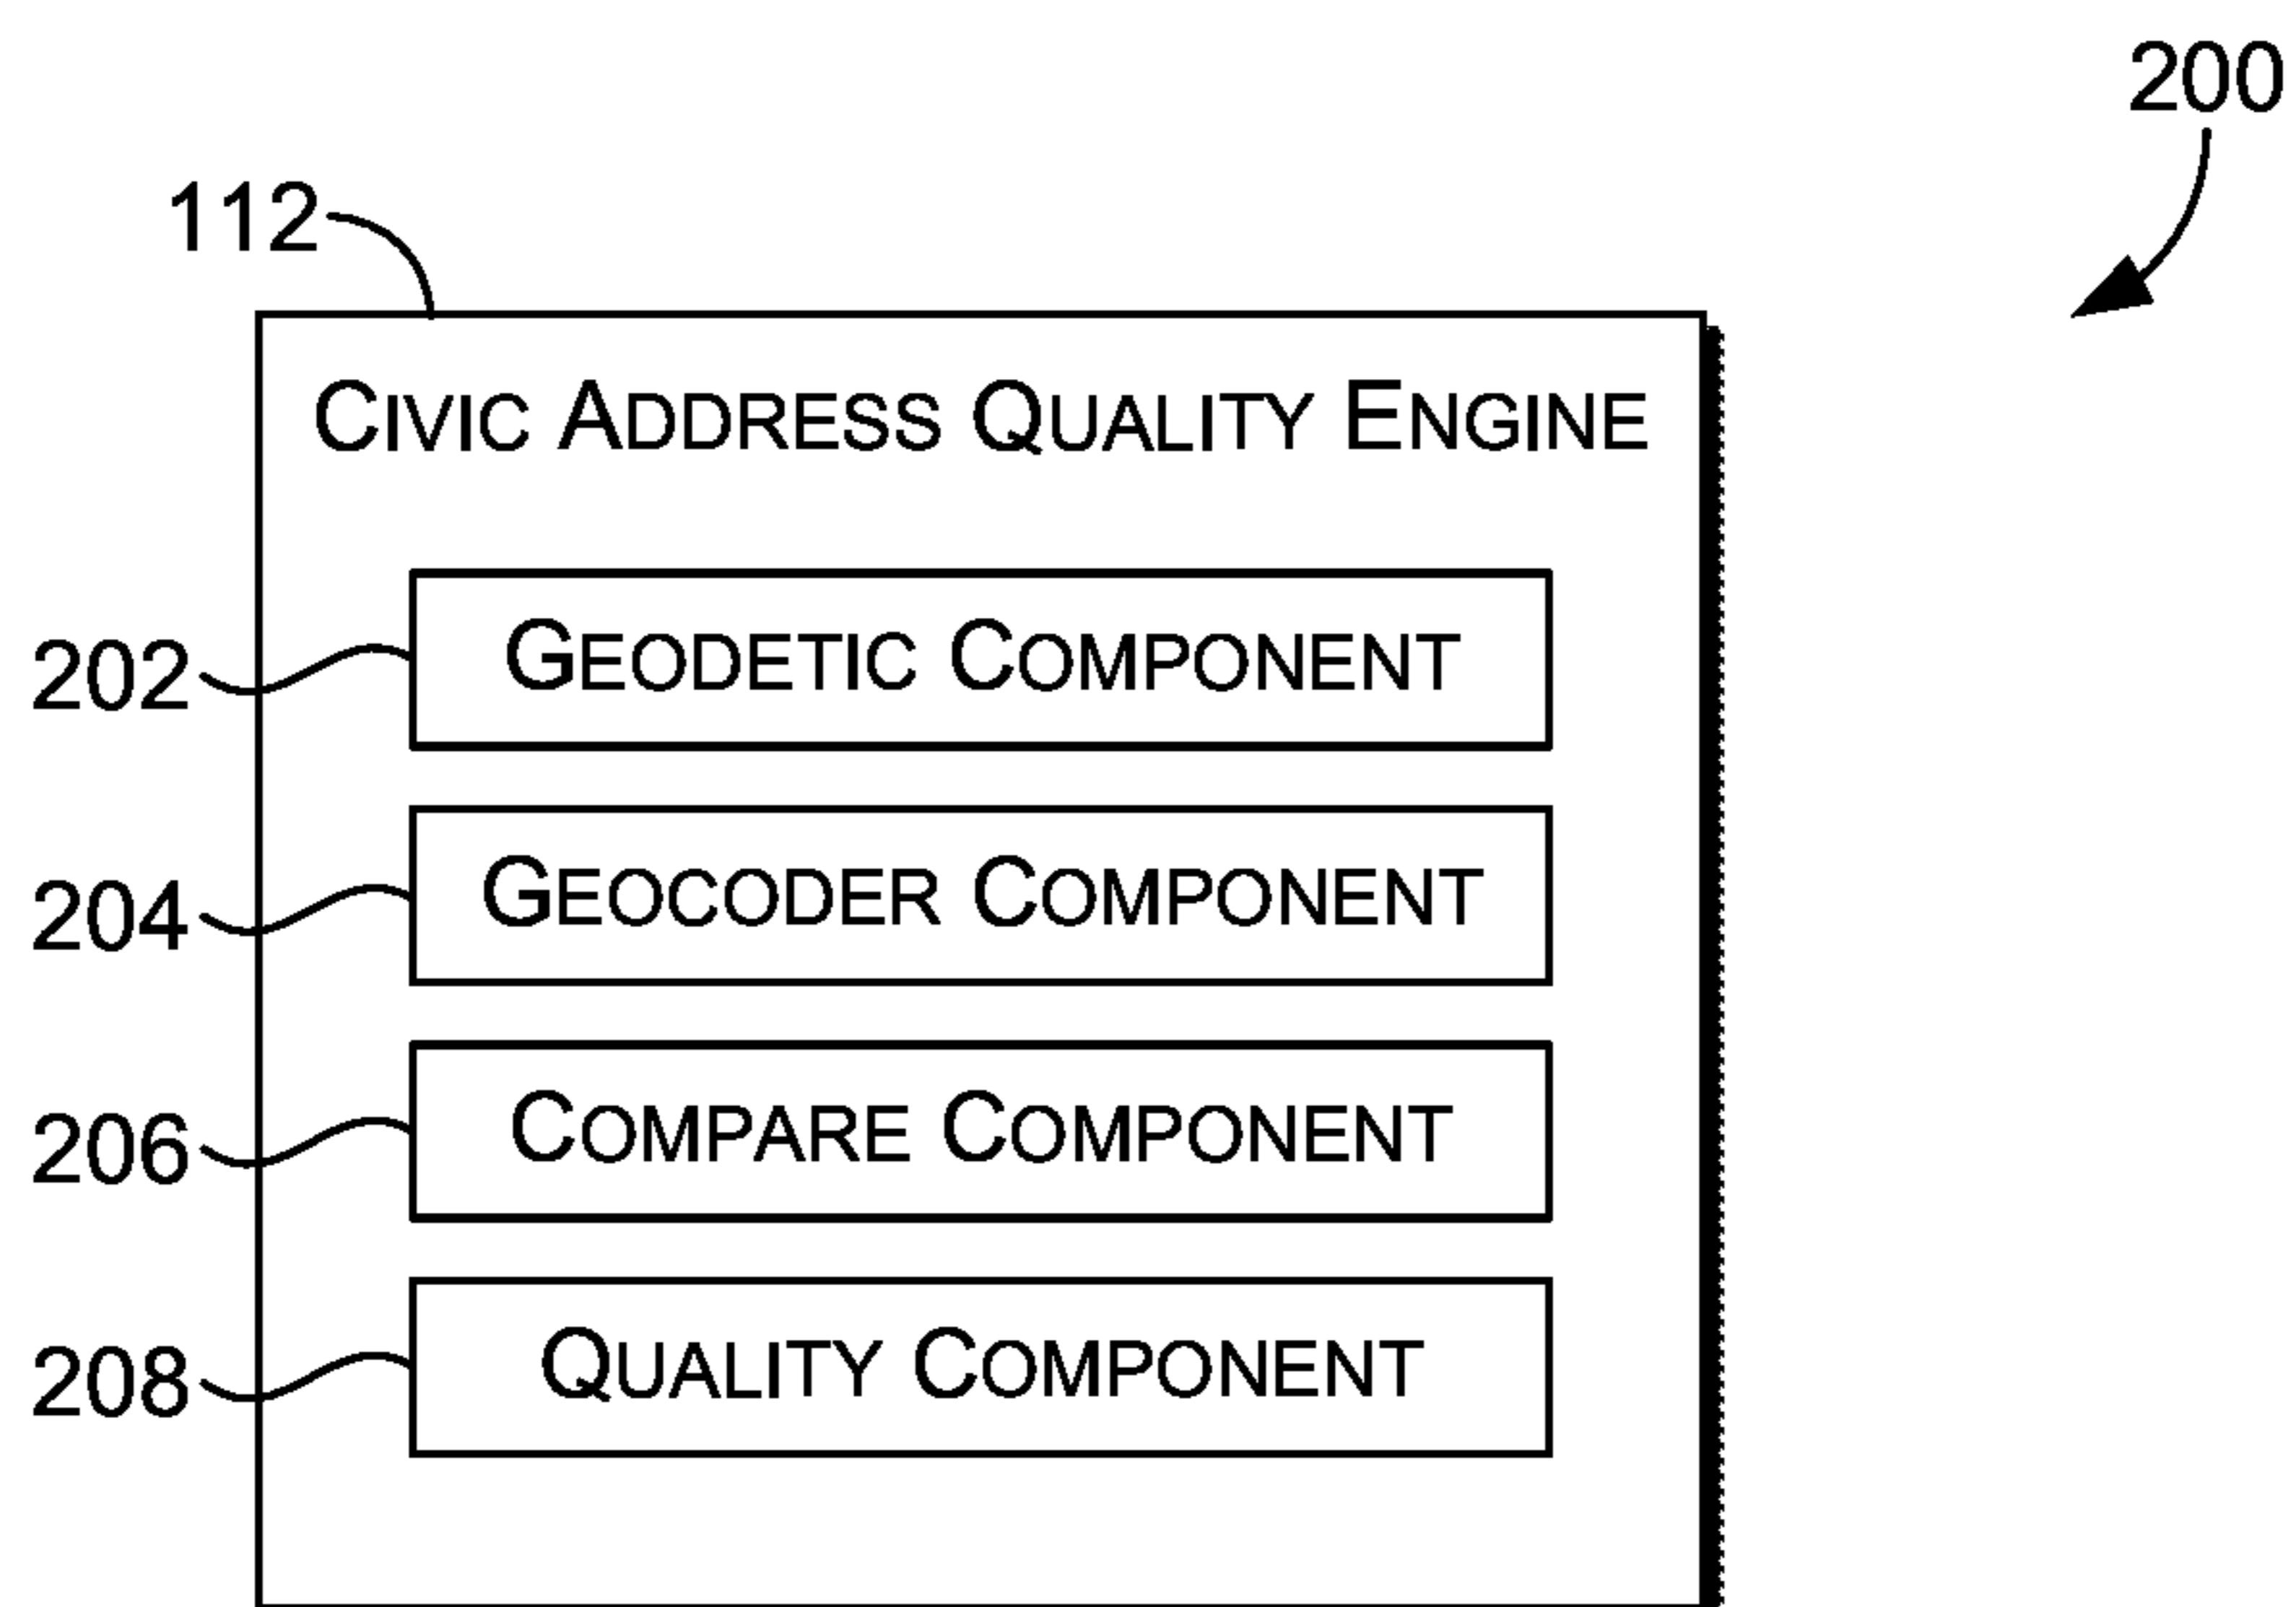 200
112
CIVIC ADDRESS QUALITY ENGINE
202 GEODETIC COMPONENT
204 GEOCODER COMPONENT
206 COMPARE COMPONENT
208 QUALITY COMPONENT